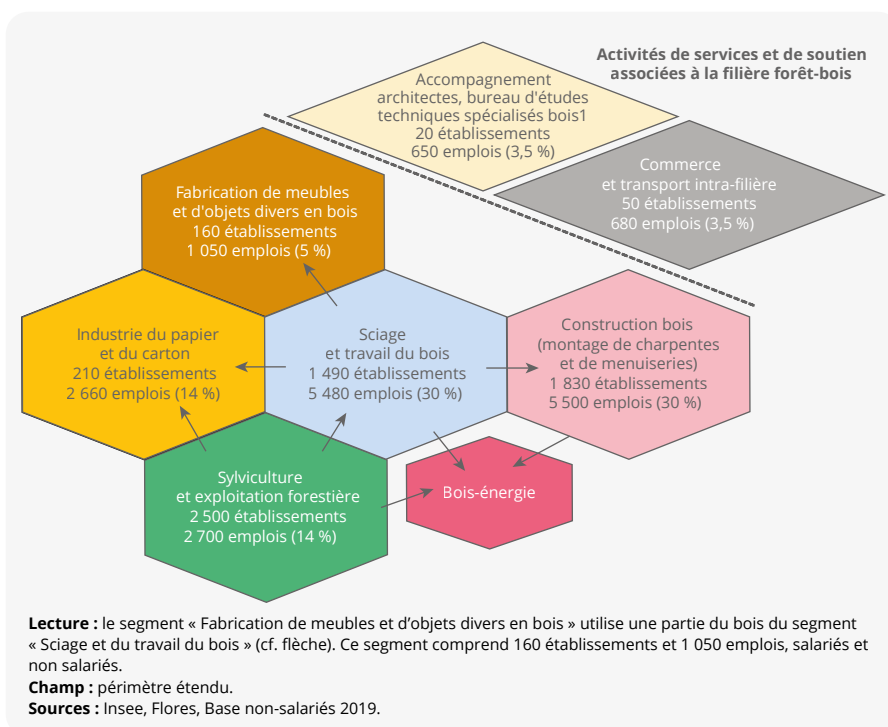 Activités de services et de soutien
associées à la filière forêt-bois
Accompagnement
architectes, bureau d'études
techniques spécialisés bois1
20 établissements
650 emplois (3,5 %)
Commerce
et transport intra-filière
50 établissements
680 emplois (3,5 %)
Fabrication de meubles
et d'objets divers en bois
160 établissements
1 050 emplois (5 %)
Industrie du papier
et du carton
210 établissements
2 660 emplois (14 %)
Sciage
et travail du bois
1 490 établissements
5 480 emplois (30 %)
Construction bois
(montage de charpentes
et de menuiseries)
1 830 établissements
5 500 emplois (30 %)
Sylviculture
et exploitation forestière
2 500 établissements
2 700 emplois (14 %)
Bois-énergie
Lecture : le segment « Fabrication de meubles et d'objets divers en bois » utilise une partie du bois du segment
« Sciage et du travail du bois » (cf. flèche). Ce segment comprend 160 établissements et 1 050 emplois, salariés et
non salariés.
Champ : périmètre étendu.
Sources : Insee, Flores, Base non-salariés 2019.